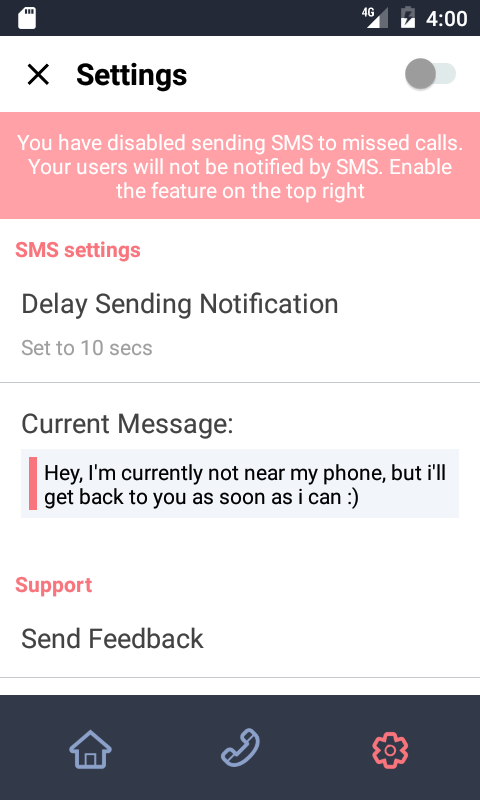 4G 4:00
Settings
You have disabled sending SMS to missed calls.
Your users will not be notified by SMS. Enable
the feature on the top right
SMS settings
Delay Sending Notification
Set to 10 secs
Current Message:
Hey, I'm currently not near my phone, but i'll
get back to you as soon as i can :)
Support
Send Feedback